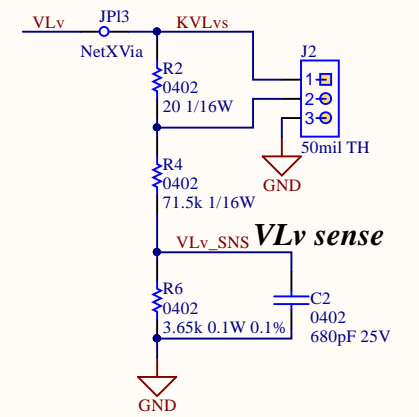 VLv
JPl3
KVLvs
NetXVia
J2
R2
0402
20 1/16W
1
2
3
50mil TH
GND
R4
0402
71.5k 1/16W
VLv_SNS
VLv sense
R6
0402
3.65k 0.1W 0.1%
C2
0402
680pF 25V
GND